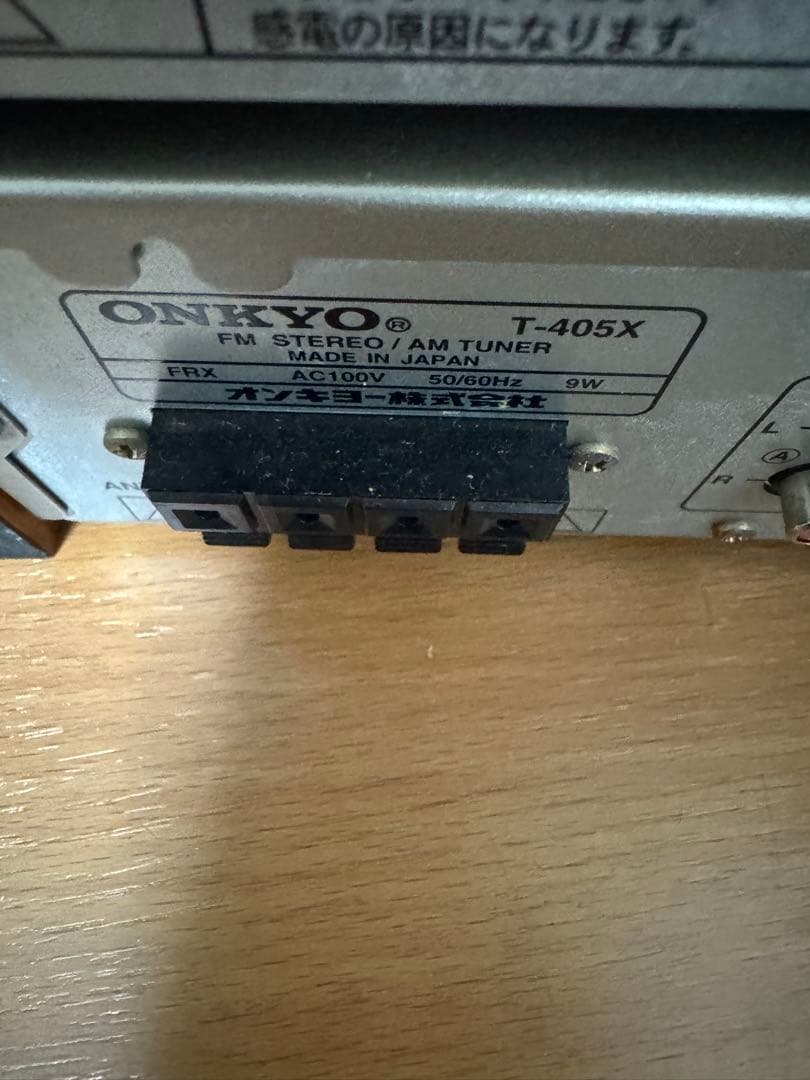 感電の原因になります。
ONKYO® T-405X
FM STEREO / AM TUNER
MADE IN JAPAN
FRX AC100V 50/60Hz 9W
オンキヨー株式会社
AN
L
Ⓐ
R